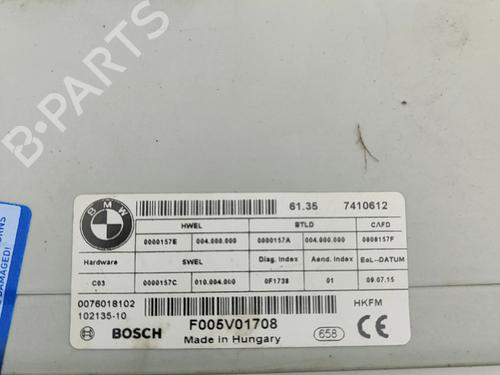 B-PARTS
URNS
DAMAGED!
BMW
61.35 7410612
HWEL BTLD CAFD
0000157E 004.000.000 0000157A 004.000.000 0000157F
Hardware SWEL Diag. Index Aend. Index EoL--DATUM
C03 0000157C 010.004.000 0F1738 01 09.07.15
0076018102 HKFM
102135-10
BOSCH F005V01708 658 CE
Made in Hungary